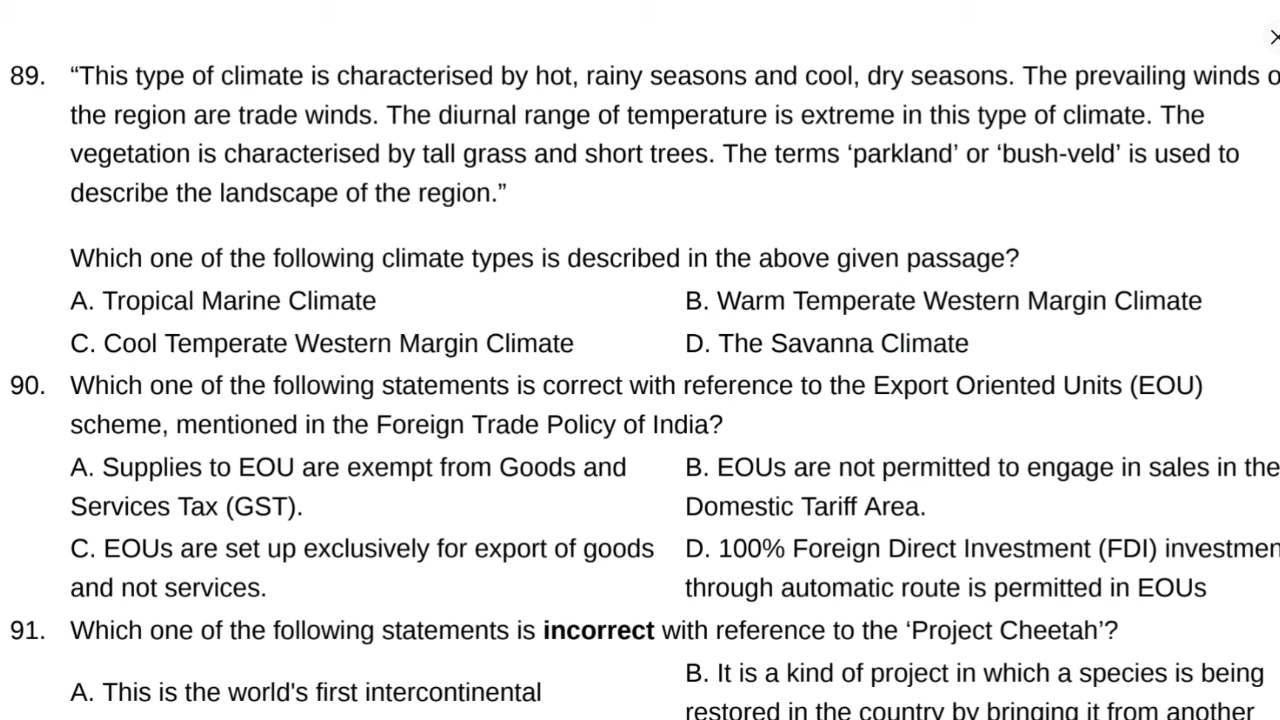 89. “This type of climate is characterised by hot, rainy seasons and cool, dry seasons. The prevailing winds
the region are trade winds. The diurnal range of temperature is extreme in this type of climate. The
vegetation is characterised by tall grass and short trees. The terms ‘parkland’ or ‘bush-veld’ is used to
describe the landscape of the region.”
Which one of the following climate types is described in the above given passage?
A. Tropical Marine Climate
B. Warm Temperate Western Margin Climate
C. Cool Temperate Western Margin Climate
D. The Savanna Climate
90. Which one of the following statements is correct with reference to the Export Oriented Units (EOU)
scheme, mentioned in the Foreign Trade Policy of India?
A. Supplies to EOU are exempt from Goods and
Services Tax (GST).
B. EOUs are not permitted to engage in sales in the
Domestic Tariff Area.
C. EOUs are set up exclusively for export of goods
and not services.
D. 100% Foreign Direct Investment (FDI) investmen
through automatic route is permitted in EOUs
91. Which one of the following statements is incorrect with reference to the ‘Project Cheetah’?
A. This is the world's first intercontinental
B. It is a kind of project in which a species is being
restored in the country by bringing it from another